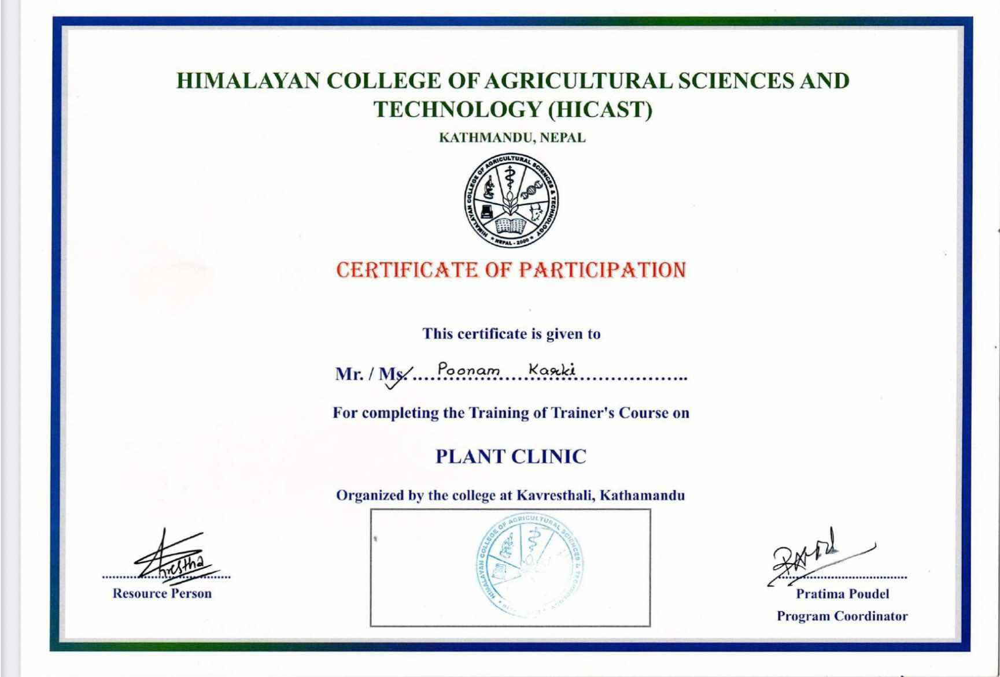 HIMALAYAN COLLEGE OF AGRICULTURAL SCIENCES AND
TECHNOLOGY (HICAST)
KATHMANDU, NEPAL
HIMALAYAN COLLEGE OF AGRICULTURAL SCIENCES & TECHNOLOGY
★ NEPAL - 2000 ★
CERTIFICATE OF PARTICIPATION
This certificate is given to
Mr. / Ms. .....Poonam.....Karki..............................
For completing the Training of Trainer's Course on
PLANT CLINIC
Organized by the college at Kavresthali, Kathamandu
HIMALAYAN COLLEGE OF AGRICULTURAL SCIENCES & TECHNOLOGY
Shrestha
Resource Person
Pratima Poudel
Program Coordinator